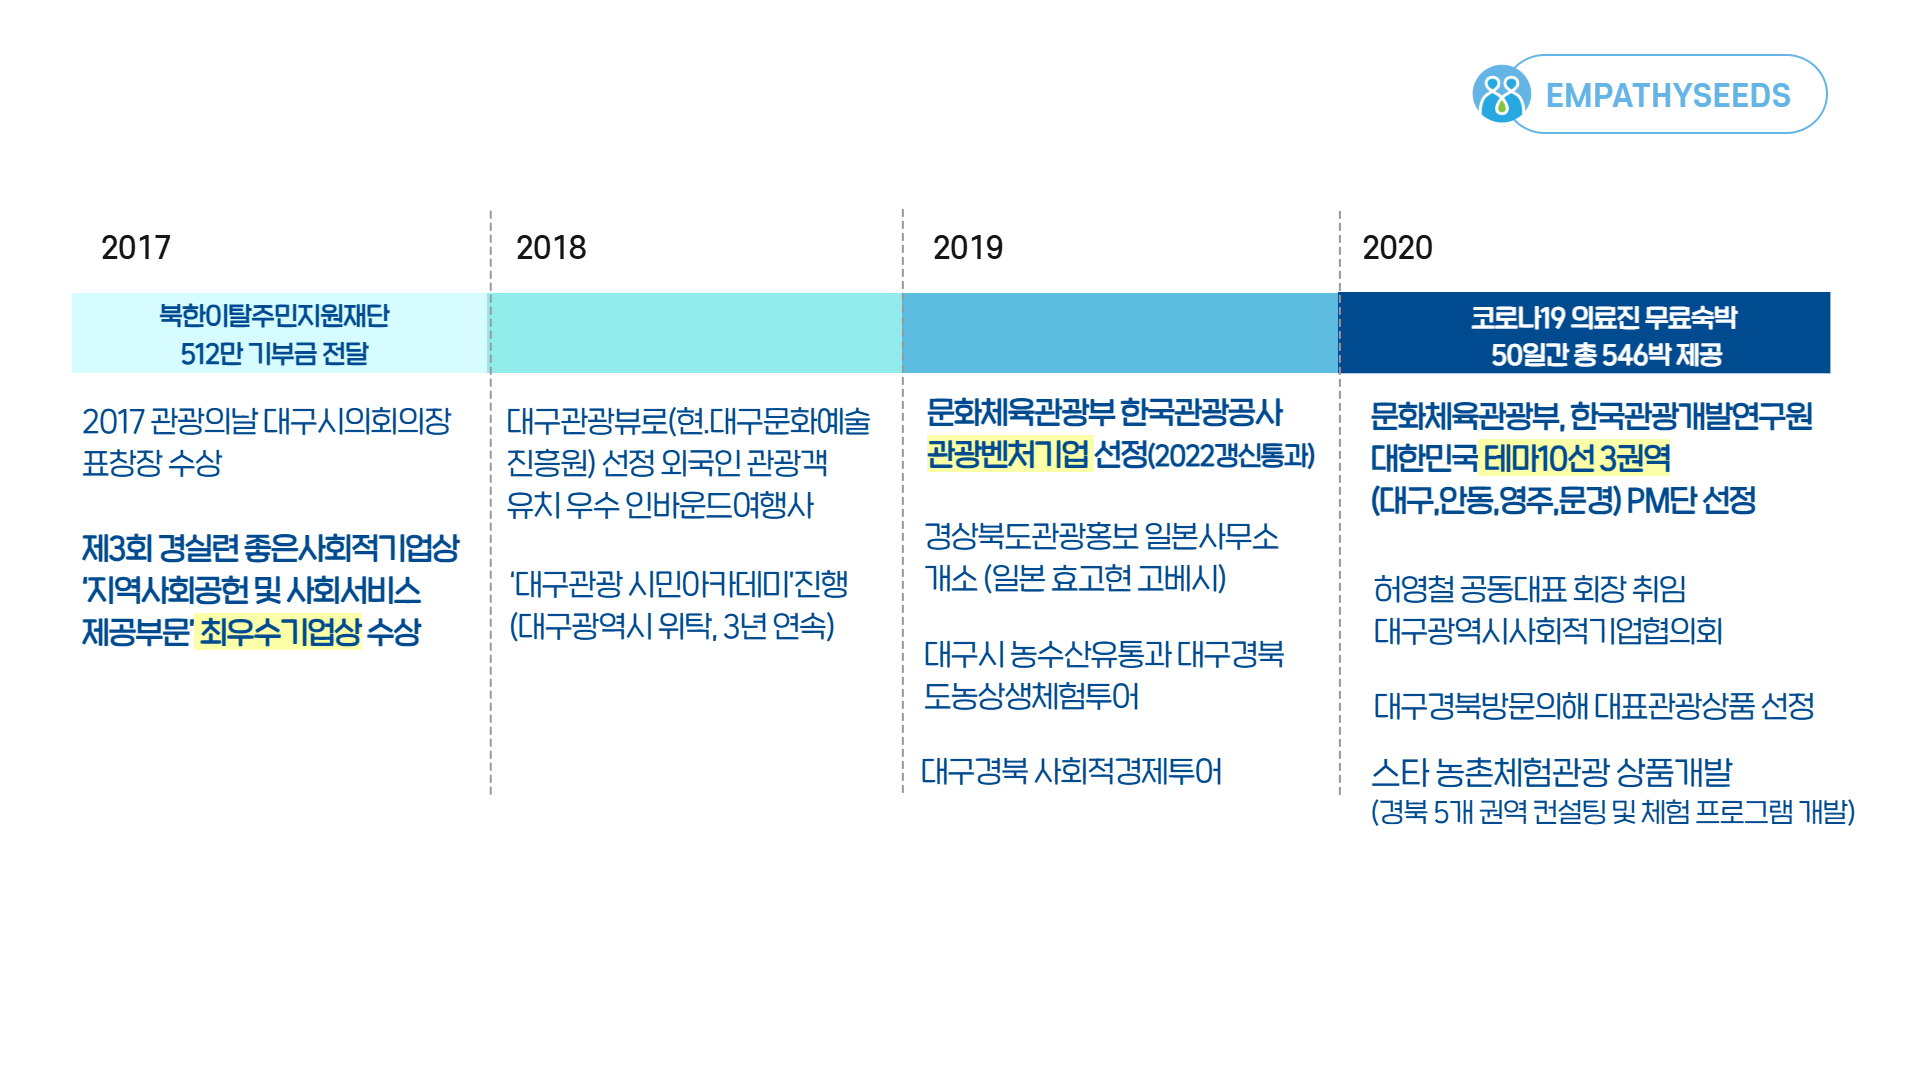 EMPATHYSEEDS
2017
북한이탈주민지원재단
512만 기부금 전달
2017 관광의날 대구시의회의장
표창장 수상
제3회 경실련 좋은사회적기업상
‘지역사회공헌 및 사회서비스
제공부문’ 최우수기업상 수상
2018
대구관광뷰로(현.대구문화예술
진흥원) 선정 외국인 관광객
유치 우수 인바운드여행사
‘대구관광 시민아카데미’진행
(대구광역시 위탁, 3년 연속)
2019
문화체육관광부 한국관광공사
관광벤처기업 선정(2022갱신통과)
경상북도관광홍보 일본사무소
개소 (일본 효고현 고베시)
대구시 농수산유통과 대구경북
도농상생체험투어
대구경북 사회적경제투어
2020
코로나19 의료진 무료숙박
50일간 총 546박 제공
문화체육관광부, 한국관광개발연구원
대한민국 테마10선 3권역
(대구,안동,영주,문경) PM단 선정
허영철 공동대표 회장 취임
대구광역시사회적기업협의회
대구경북방문의해 대표관광상품 선정
스타 농촌체험관광 상품개발
(경북 5개 권역 컨설팅 및 체험 프로그램 개발)